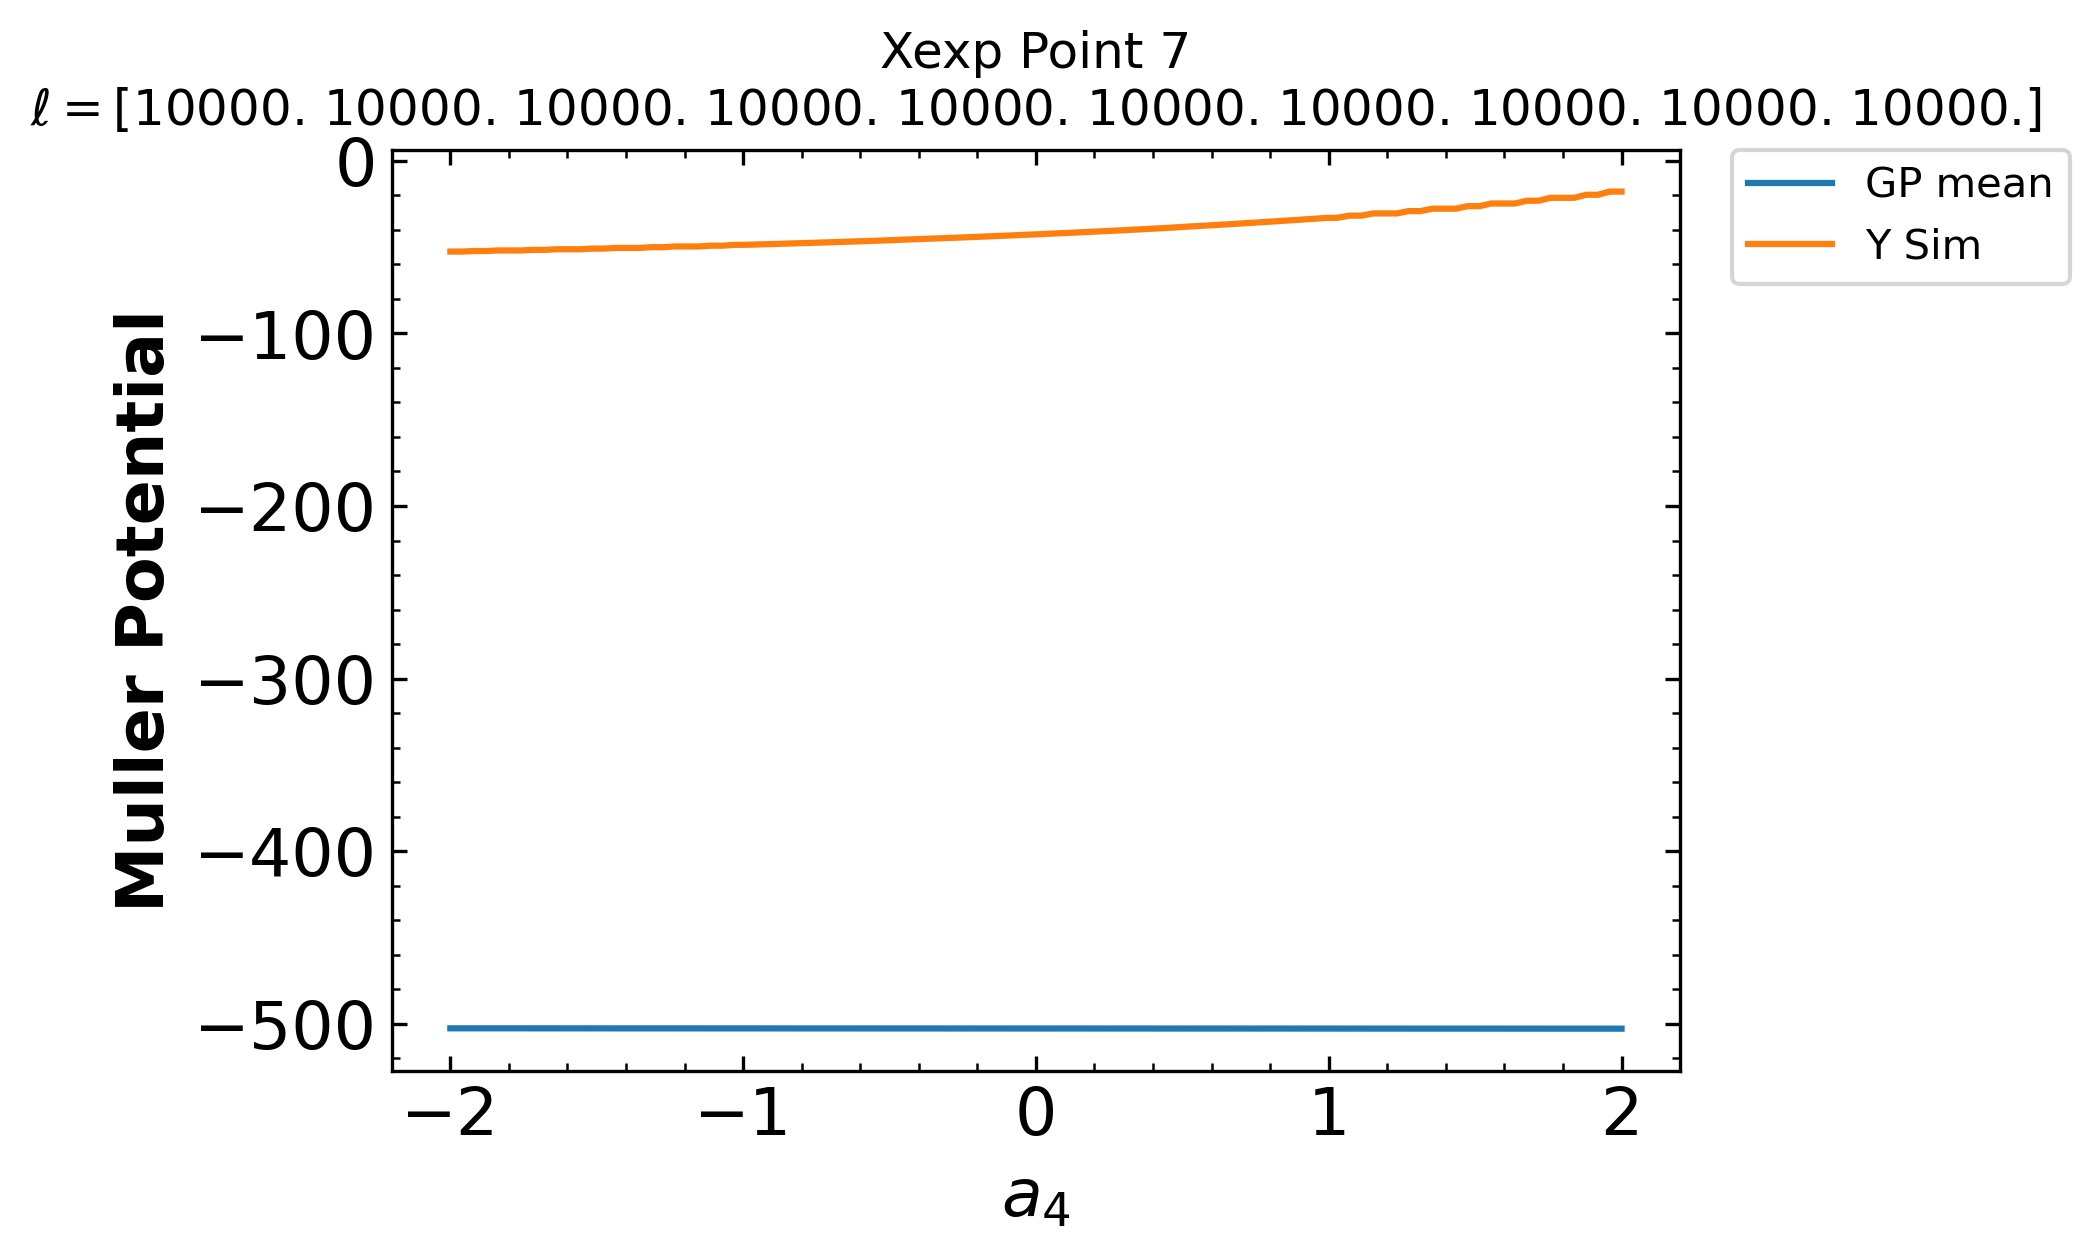 Xexp Point 7
ℓ = [10000. 10000. 10000. 10000. 10000. 10000. 10000. 10000. 10000. 10000.]
GP mean
Y Sim
Muller Potential
0
−100
−200
−300
−400
−500
−2 −1 0 1 2
a₄